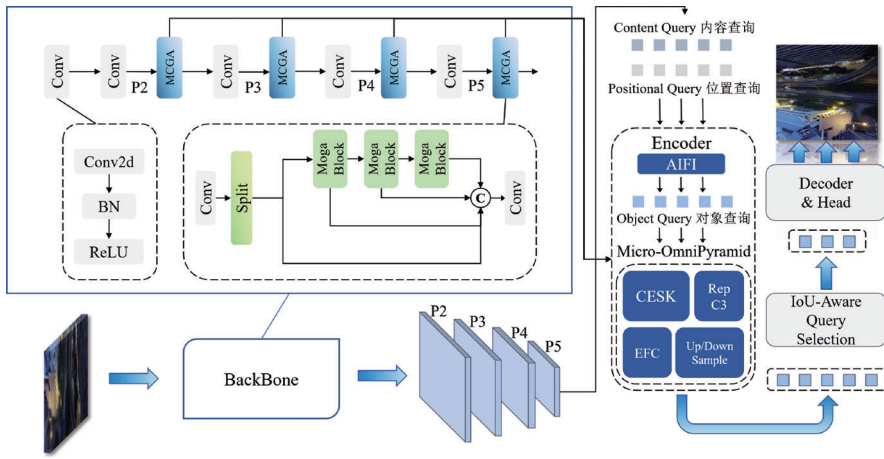 Conv
Conv
P2
MCGA
Conv
P3
MCGA
Conv
P4
MCGA
Conv
P5
MCGA
Conv2d
BN
ReLU
Conv
Split
Moga
Block
Moga
Block
Moga
Block
C
Conv
BackBone
P2
P3
P4
P5
Content Query 内容查询
Positional Query 位置查询
Encoder
AIFI
Object Query 对象查询
Micro-OmniPyramid
CESK
Rep
C3
EFC
Up/Down
Sample
Decoder
& Head
IoU-Aware
Query
Selection